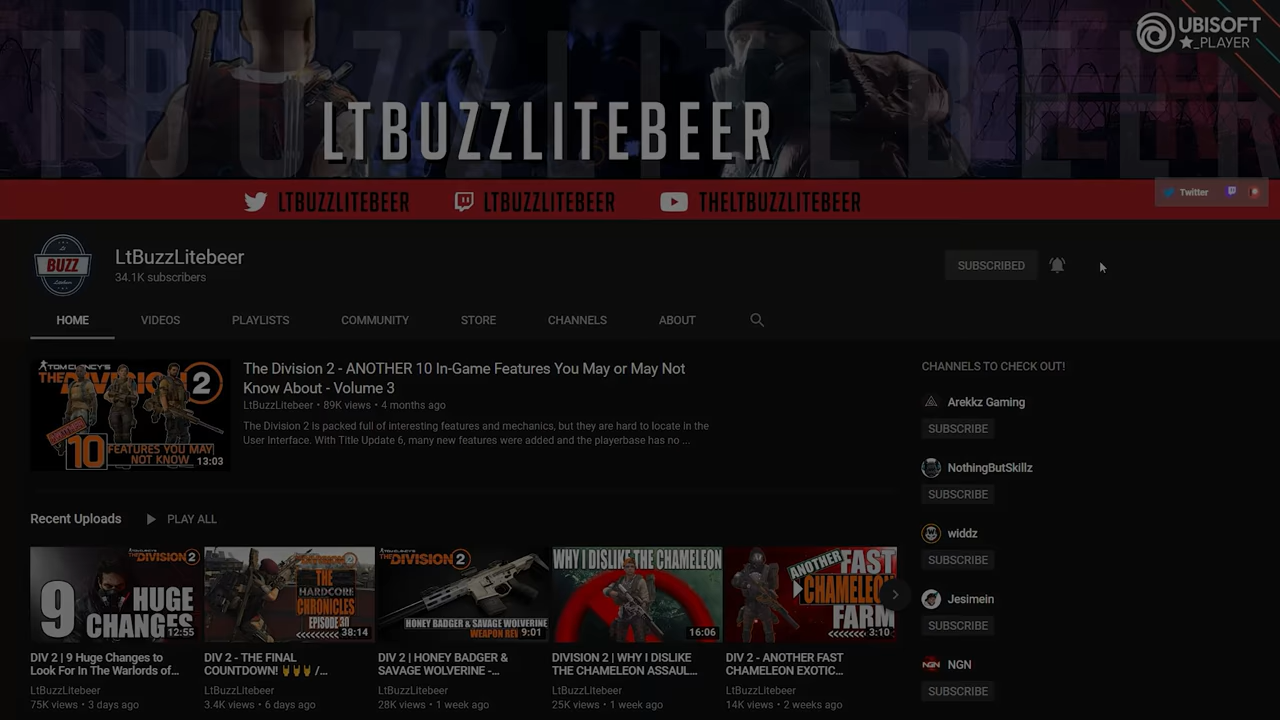 UBISOFT
_PLAYER
LTBUZZLITEBEER
LTBUZZLITEBEER
LTBUZZLITEBEER
THELTBUZZLITEBEER
Twitter
BUZZ
LtBuzzLitebeer
34.1K subscribers
SUBSCRIBED
HOME
VIDEOS
PLAYLISTS
COMMUNITY
STORE
CHANNELS
ABOUT
TOM CLANCY'S
THE DIVISION 2
ANOTHER
10 FEATURES YOU MAY
NOT KNOW
13:03
The Division 2 - ANOTHER 10 In-Game Features You May or May Not
Know About - Volume 3
LtBuzzLitebeer • 89K views • 4 months ago
The Division 2 is packed full of interesting features and mechanics, but they are hard to locate in the
User Interface. With Title Update 6, many new features were added and the playerbase has no ...
CHANNELS TO CHECK OUT!
Arekkz Gaming
SUBSCRIBE
NothingButSkillz
SUBSCRIBE
widdz
SUBSCRIBE
Jesimein
SUBSCRIBE
NGN
NGN
SUBSCRIBE
Recent Uploads
PLAY ALL
THE DIVISION 2
9 HUGE
CHANGES
12:55
THE
HARDCORE
CHRONICLES
EPISODE 30
38:14
THE DIVISION 2
HONEY BADGER & SAVAGE WOLVERINE
WEAPON RE
9:01
WHY I DISLIKE THE CHAMELEON
16:06
ANOTHER FAST
CHAMELEON
FARM
3:10
DIV 2 | 9 Huge Changes to
Look For In The Warlords of...
LtBuzzLitebeer
75K views • 3 days ago
DIV 2 - THE FINAL
COUNTDOWN! 🤘🤘🤘 /...
LtBuzzLitebeer
3.4K views • 6 days ago
DIV 2 | HONEY BADGER &
SAVAGE WOLVERINE -...
LtBuzzLitebeer
28K views • 1 week ago
DIVISION 2 | WHY I DISLIKE
THE CHAMELEON ASSAUL...
LtBuzzLitebeer
25K views • 1 week ago
DIV 2 - ANOTHER FAST
CHAMELEON EXOTIC...
LtBuzzLitebeer
14K views • 2 weeks ago